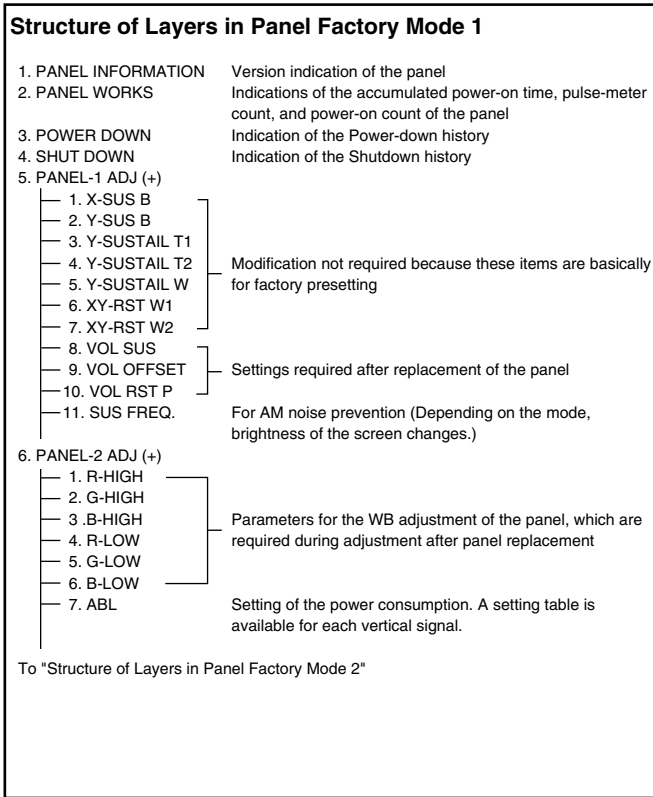 Structure of Layers in Panel Factory Mode 1
1. PANEL INFORMATION Version indication of the panel
2. PANEL WORKS Indications of the accumulated power-on time, pulse-meter
count, and power-on count of the panel
3. POWER DOWN Indication of the Power-down history
4. SHUT DOWN Indication of the Shutdown history
5. PANEL-1 ADJ (+)
1. X-SUS B
2. Y-SUS B
3. Y-SUSTAIL T1
4. Y-SUSTAIL T2 Modification not required because these items are basically
5. Y-SUSTAIL W for factory presetting
6. XY-RST W1
7. XY-RST W2
8. VOL SUS
9. VOL OFFSET Settings required after replacement of the panel
10. VOL RST P
11. SUS FREQ. For AM noise prevention (Depending on the mode,
brightness of the screen changes.)
6. PANEL-2 ADJ (+)
1. R-HIGH
2. G-HIGH
3 .B-HIGH Parameters for the WB adjustment of the panel, which are
4. R-LOW required during adjustment after panel replacement
5. G-LOW
6. B-LOW
7. ABL Setting of the power consumption. A setting table is
available for each vertical signal.
To "Structure of Layers in Panel Factory Mode 2"